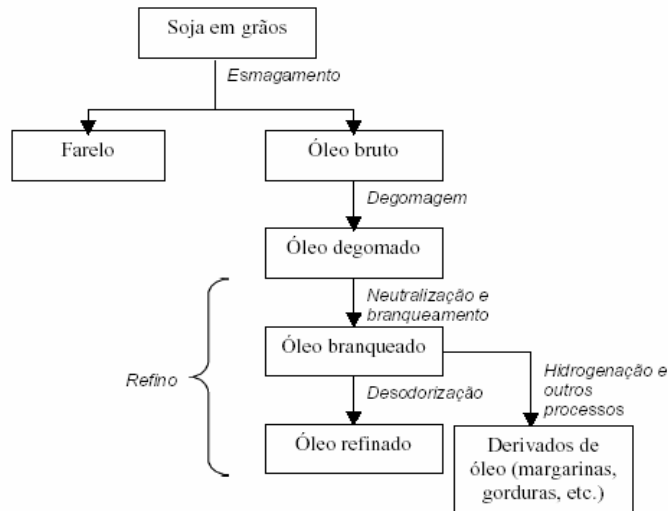 Soja em grãos
Esmagamento
Farelo
Óleo bruto
Degomagem
Óleo degomado
Neutralização e
branqueamento
Óleo branqueado
Refino
Desodorização
Hidrogenação e
outros
processos
Óleo refinado
Derivados de
óleo (margarinas,
gorduras, etc.)